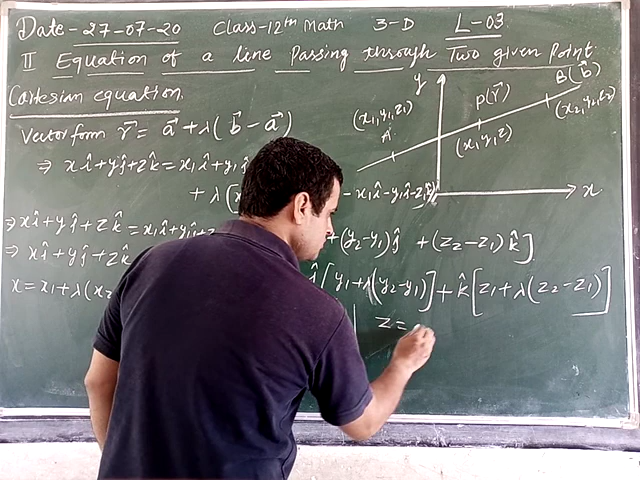 Date - 27-07-20 Class-12th Math 3-D L-03
II Equation of a line Passing through Two given Point.
Cartesian equation.
Vector form r⃗ = a⃗ + λ(b⃗ - a⃗)
⇒ xî+yĵ+zk̂ = x₁î+y₁ĵ
+ λ[ - x₁î-y₁ĵ-z₁k̂]
⇒ xî+yĵ+zk̂ = x₁î+y₁ĵ+z +(y₂-y₁)ĵ +(z₂-z₁)k̂]
⇒ xî+yĵ+zk̂ ĵ[y₁+λ(y₂-y₁)]+k̂[z₁+λ(z₂-z₁)]
x = x₁+λ(x₂ z =
y
B(b⃗)
(x₂,y₂,z₂)
P(r⃗)
(x,y,z)
(x₁,y₁,z₁)
A
x